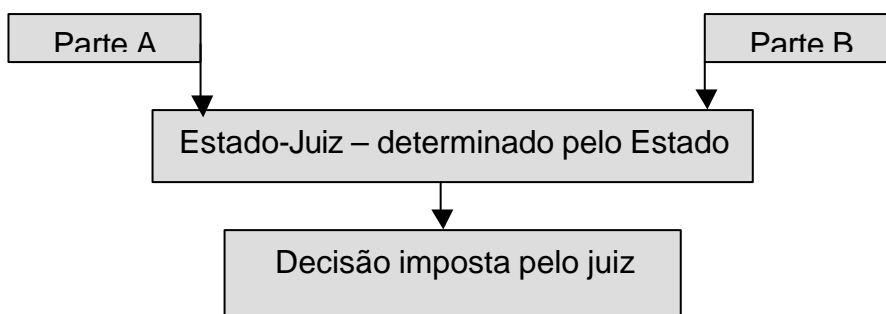 Parte A
Parte B
Estado-Juiz – determinado pelo Estado
Decisão imposta pelo juiz